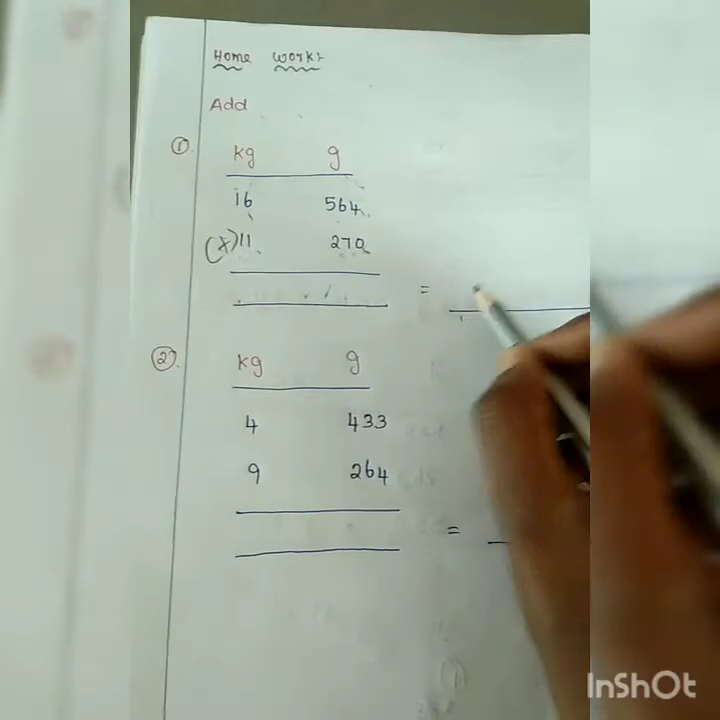 Home Work:
Add
①. kg g
16 564
(+) 11 270
=
②. kg g
4 433
9 264
=
InShOt